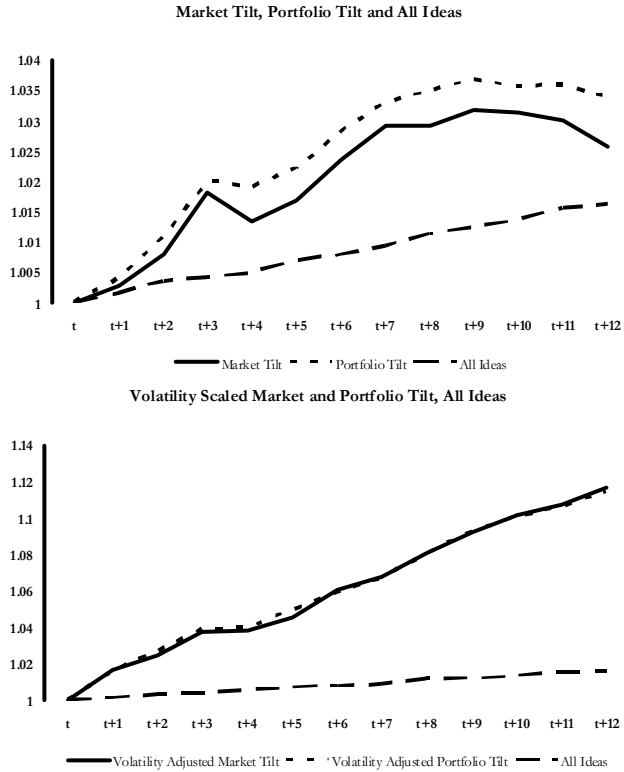 Market Tilt, Portfolio Tilt and All Ideas
1.04
1.035
1.03
1.025
1.02
1.015
1.01
1.005
1
t t+1 t+2 t+3 t+4 t+5 t+6 t+7 t+8 t+9 t+10 t+11 t+12
Market Tilt Portfolio Tilt All Ideas
Volatility Scaled Market and Portfolio Tilt, All Ideas
1.14
1.12
1.1
1.08
1.06
1.04
1.02
1
t t+1 t+2 t+3 t+4 t+5 t+6 t+7 t+8 t+9 t+10 t+11 t+12
Volatility Adjusted Market Tilt Volatility Adjusted Portfolio Tilt All Ideas